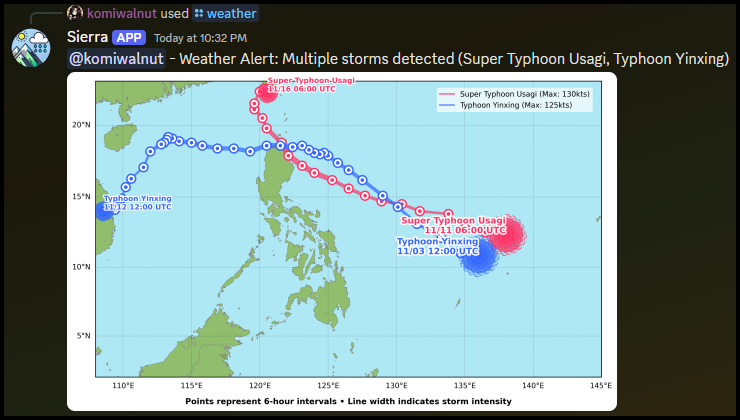 komiwalnut used weather
Sierra APP Today at 10:32 PM
@komiwalnut - Weather Alert: Multiple storms detected (Super Typhoon Usagi, Typhoon Yinxing)
Super Typhoon Usagi
11/16 06:00 UTC
Super Typhoon Usagi (Max: 130kts)
Typhoon Yinxing (Max: 125kts)
20°N
Typhoon Yinxing
11/12 12:00 UTC
15°N
Super Typhoon Usagi
11/11 06:00 UTC
Typhoon Yinxing
11/03 12:00 UTC
10°N
5°N
110°E 115°E 120°E 125°E 130°E 135°E 140°E 145°E
Points represent 6-hour intervals • Line width indicates storm intensity